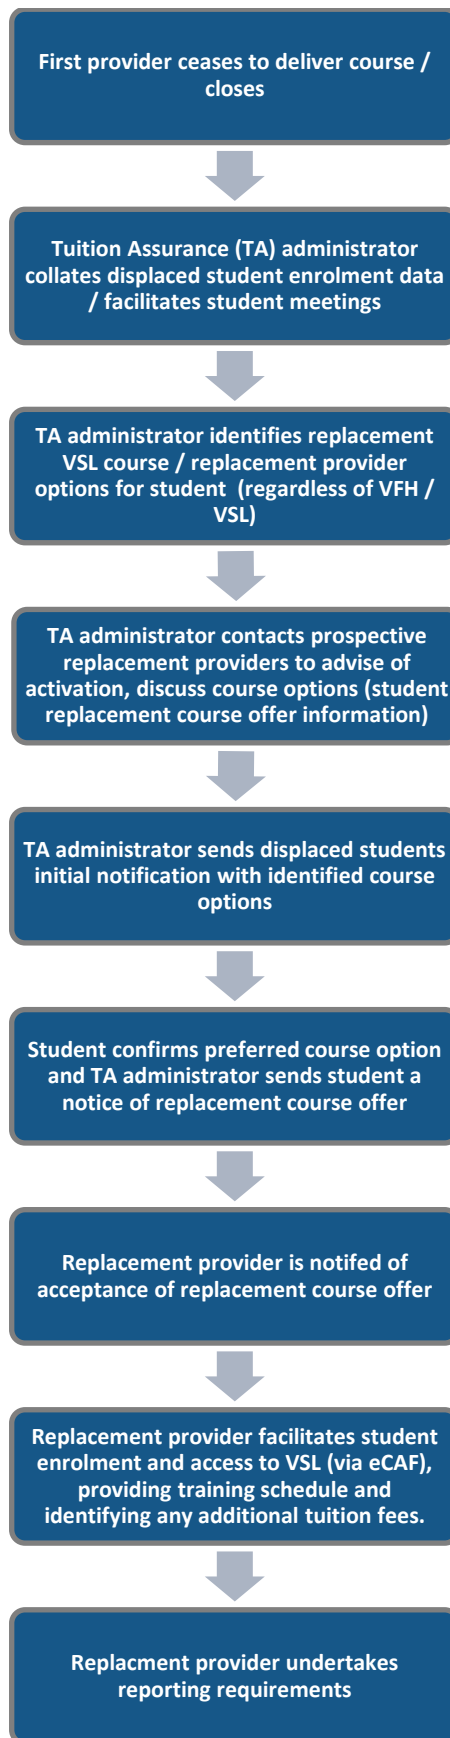 First provider ceases to deliver course /
closes
Tuition Assurance (TA) administrator
collates displaced student enrolment data
/ facilitates student meetings
TA administrator identifies replacement
VSL course / replacement provider
options for student (regardless of VFH /
VSL)
TA administrator contacts prospective
replacement providers to advise of
activation, discuss course options (student
replacement course offer information)
TA administrator sends displaced students
initial notification with identified course
options
Student confirms preferred course option
and TA administrator sends student a
notice of replacement course offer
Replacement provider is notifed of
acceptance of replacement course offer
Replacement provider facilitates student
enrolment and access to VSL (via eCAF),
providing training schedule and
identifying any additional tuition fees.
Replacment provider undertakes
reporting requirements